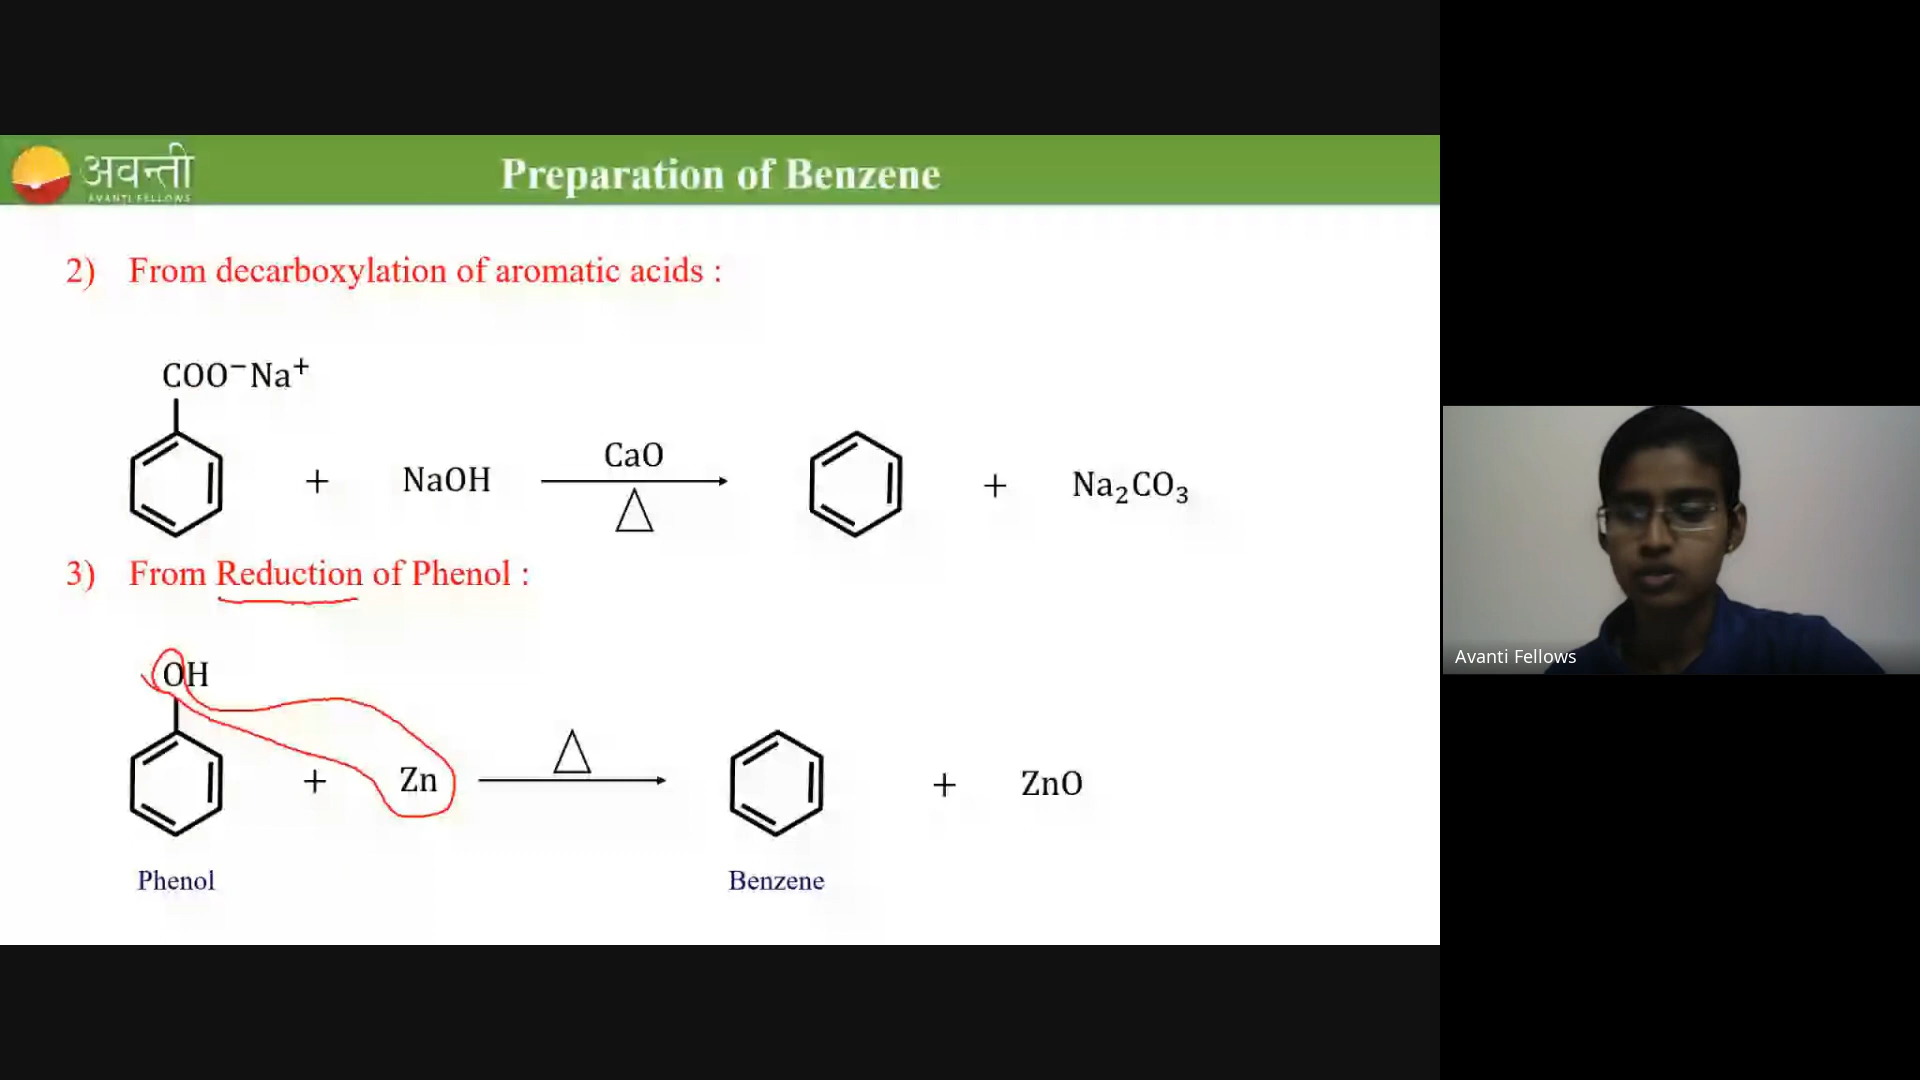 अवन्ती
AVANTI FELLOWS
Preparation of Benzene
2) From decarboxylation of aromatic acids :
COO⁻Na⁺
+ NaOH CaO △ + Na₂CO₃
3) From Reduction of Phenol :
OH
+ Zn △ + ZnO
Phenol Benzene
Avanti Fellows